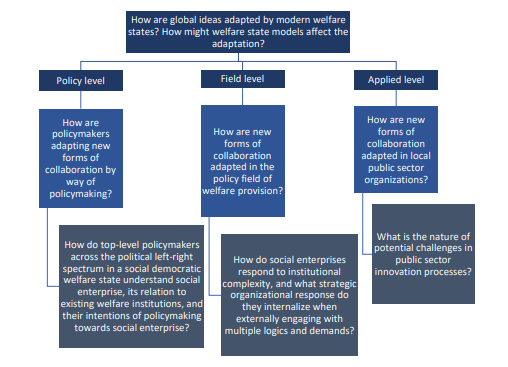 How are global ideas adapted by modern welfare
states? How might welfare state models affect the
adaptation?
Policy level
Field level
Applied level
How are
policymakers
adapting new
forms of
collaboration by
way of
policymaking?
How are new
forms of
collaboration
adapted in the
policy field of
welfare provision?
How are new
forms of
collaboration
adapted in local
public sector
organizations?
How do top-level policymakers
across the political left-right
spectrum in a social democratic
welfare state understand social
enterprise, its relation to
existing welfare institutions, and
their intentions of policymaking
towards social enterprise?
How do social enterprises
respond to institutional
complexity, and what strategic
organizational response do
they internalize when
externally engaging with
multiple logics and demands?
What is the nature of
potential challenges in
public sector
innovation processes?